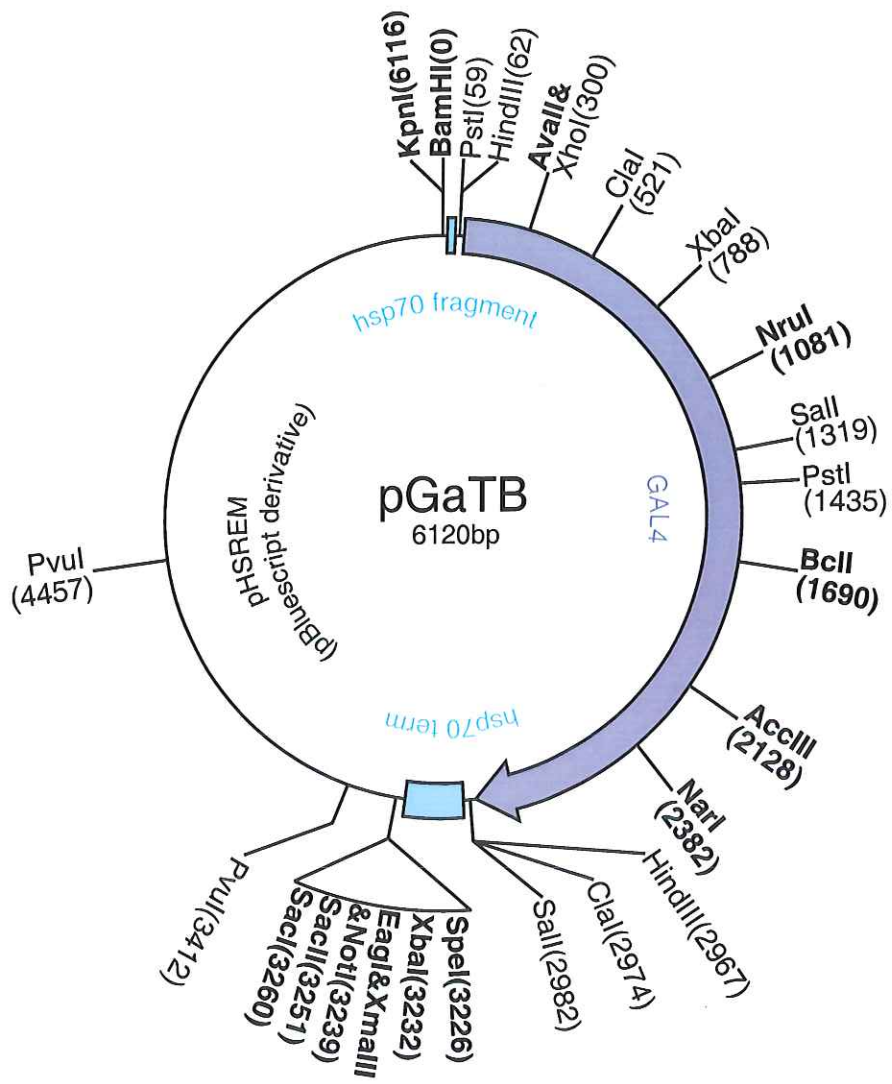 KpnI(6116)
BamHI(0)
PstI(59)
HindIII(62)
AvaII&
XhoI(300)
ClaI
(521)
XbaI
(788)
NruI
(1081)
SalI
(1319)
PstI
(1435)
BclI
(1690)
AccIII
(2128)
NarI
(2382)
HindIII(2967)
ClaI(2974)
SalI(2982)
SpeI(3226)
XbaI(3232)
EagI&XmaIII
&NotI(3239)
SacII(3251)
SacI(3260)
PvuI(3412)
PvuI
(4457)
hsp70 fragment
pHSREM
(pBluescript derivative)
pGaTB
6120bp
GAL4
hsp70 term